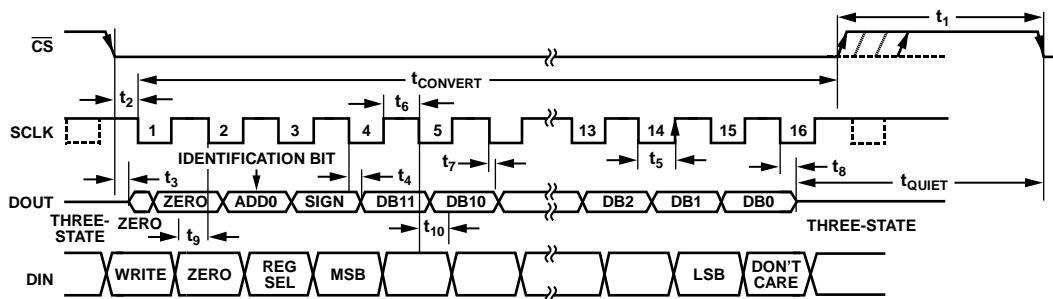 t1
CS
tCONVERT
t2
t6
SCLK
1 2 3 4 5 13 14 15 16
IDENTIFICATION BIT
t7
t5
t8
t3
t4
tQUIET
DOUT
ZERO ADD0 SIGN DB11 DB10 DB2 DB1 DB0
THREE-
STATE
ZERO
t9
t10
THREE-STATE
DIN
WRITE ZERO REG
SEL MSB LSB DON'T
CARE